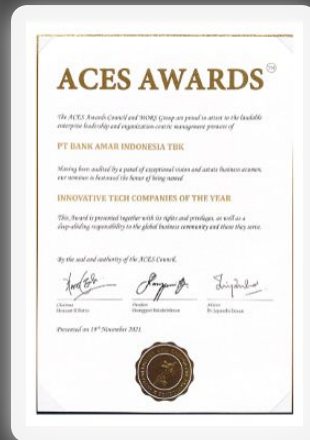 ACES AWARDS
The ACES Awards Council and MORS Group are proud to attest to the laudable
enterprise leadership and organization-centric management prowess of
PT BANK AMAR INDONESIA TBK
Having been audited by a panel of exceptional vision and astute business acumen,
our nominee is bestowed the honor of being named
INNOVATIVE TECH COMPANIES OF THE YEAR
This Award is presented together with its rights and privileges, as well as a
deep-abiding responsibility to the global business community and those they serve.
By the seal and authority of the ACES Council,
Chairman
President
Advisor
Presented on 19th November 2021